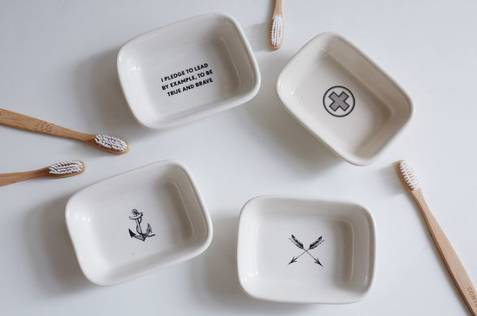 I PLEDGE TO LEAD
BY EXAMPLE, TO BE
TRUE AND BRAVE